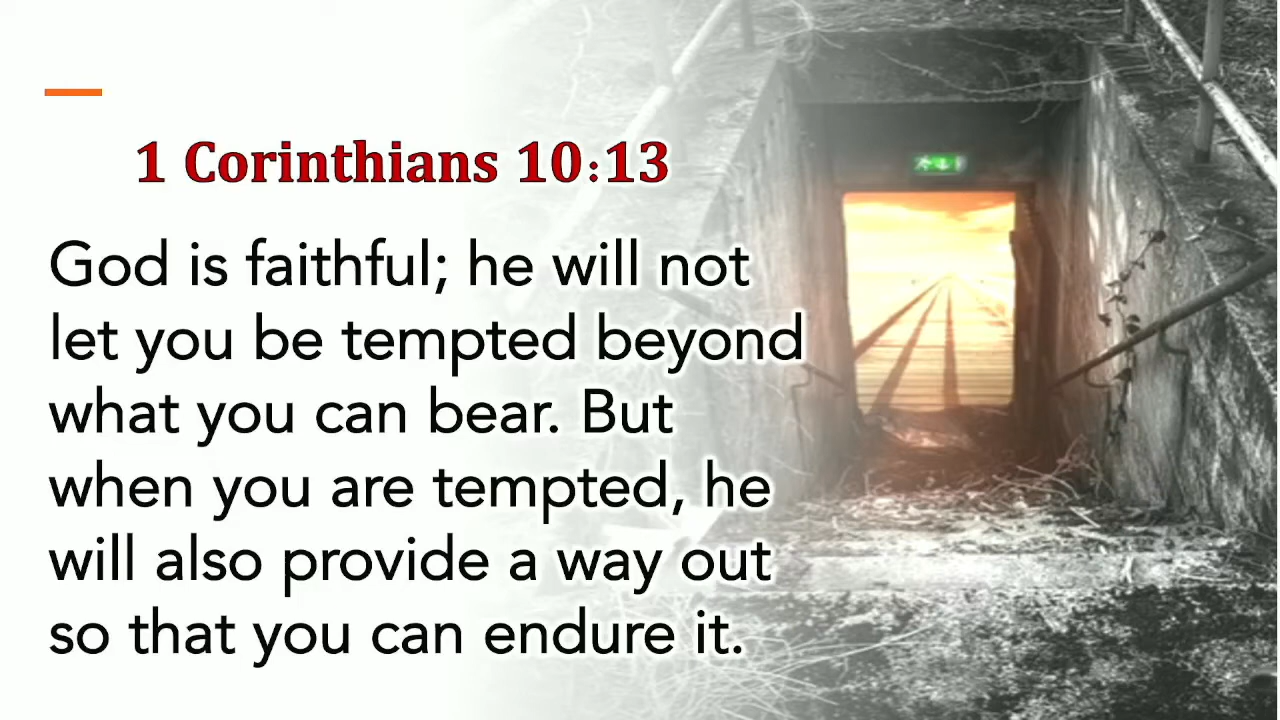 1 Corinthians 10:13
God is faithful; he will not
let you be tempted beyond
what you can bear. But
when you are tempted, he
will also provide a way out
so that you can endure it.